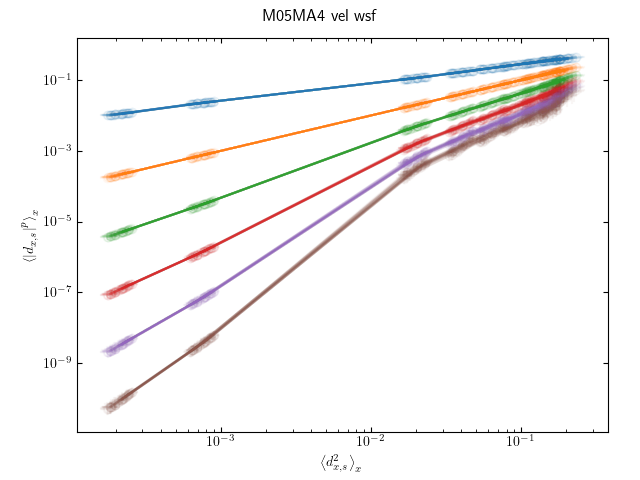 M05MA4 vel wsf
⟨|d_{x,s}|^p⟩_x
10^{-1}
10^{-3}
10^{-5}
10^{-7}
10^{-9}
10^{-3}
10^{-2}
10^{-1}
⟨d^2_{x,s}⟩_x